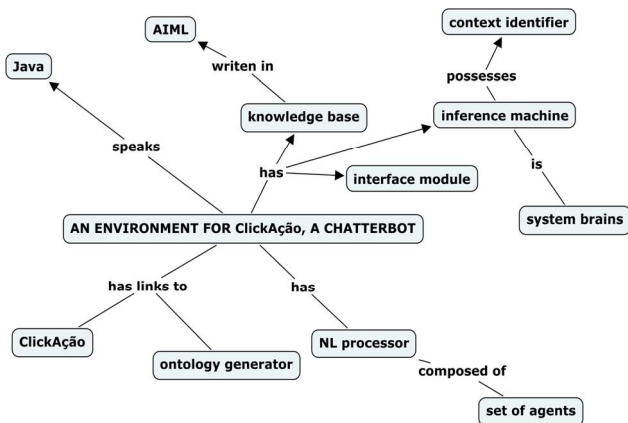 context identifier
AIML
Java
writen in
possesses
knowledge base
inference machine
speaks
has
is
interface module
system brains
AN ENVIRONMENT FOR ClickAção, A CHATTERBOT
has links to
has
ClickAção
NL processor
ontology generator
composed of
set of agents